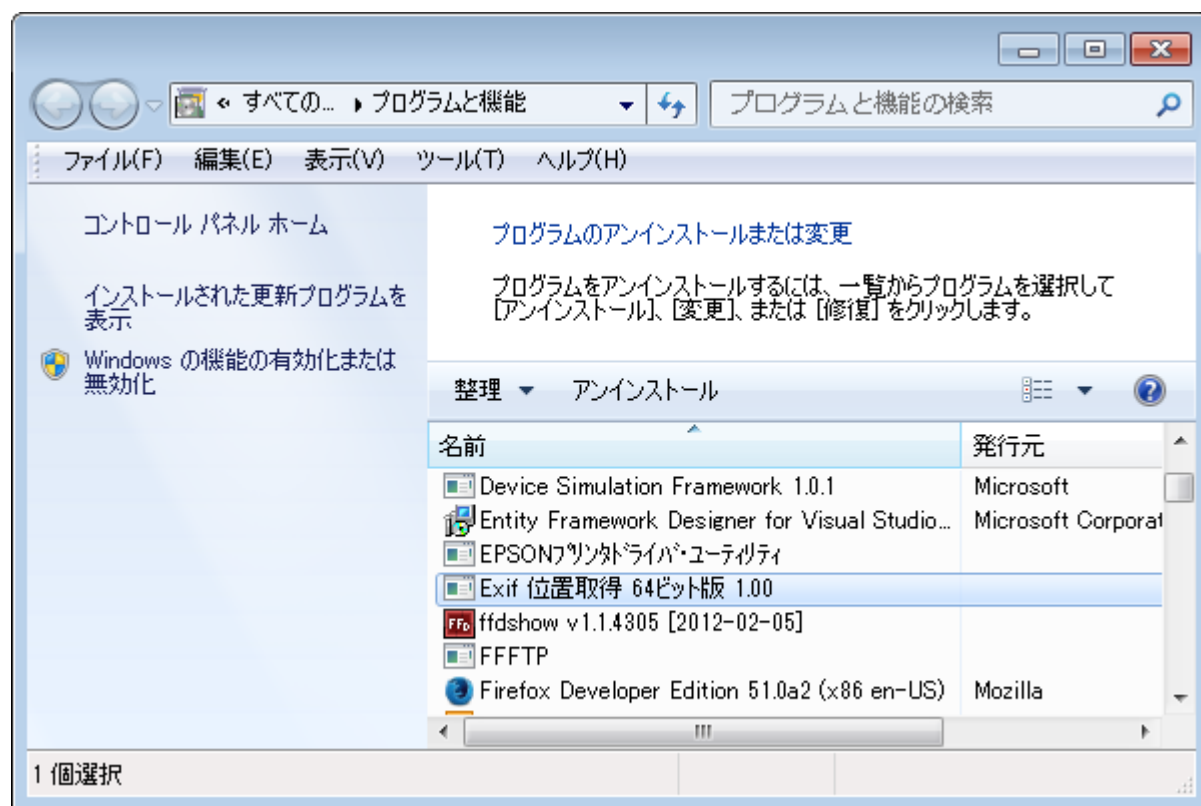 « すべての... ▸ プログラムと機能
プログラムと機能の検索
ファイル(F) 編集(E) 表示(V) ツール(T) ヘルプ(H)
コントロール パネル ホーム
インストールされた更新プログラムを
表示
Windows の機能の有効化または
無効化
プログラムのアンインストールまたは変更
プログラムをアンインストールするには、一覧からプログラムを選択して
[アンインストール]、[変更]、または [修復] をクリックします。
整理 アンインストール
名前 発行元
Device Simulation Framework 1.0.1 Microsoft
Entity Framework Designer for Visual Studio... Microsoft Corporat
EPSONプリンタドライバ・ユーティリティ
Exif 位置取得 64ビット版 1.00
FFD ffdshow v1.1.4305 [2012-02-05]
FFFTP
Firefox Developer Edition 51.0a2 (x86 en-US) Mozilla
1 個選択